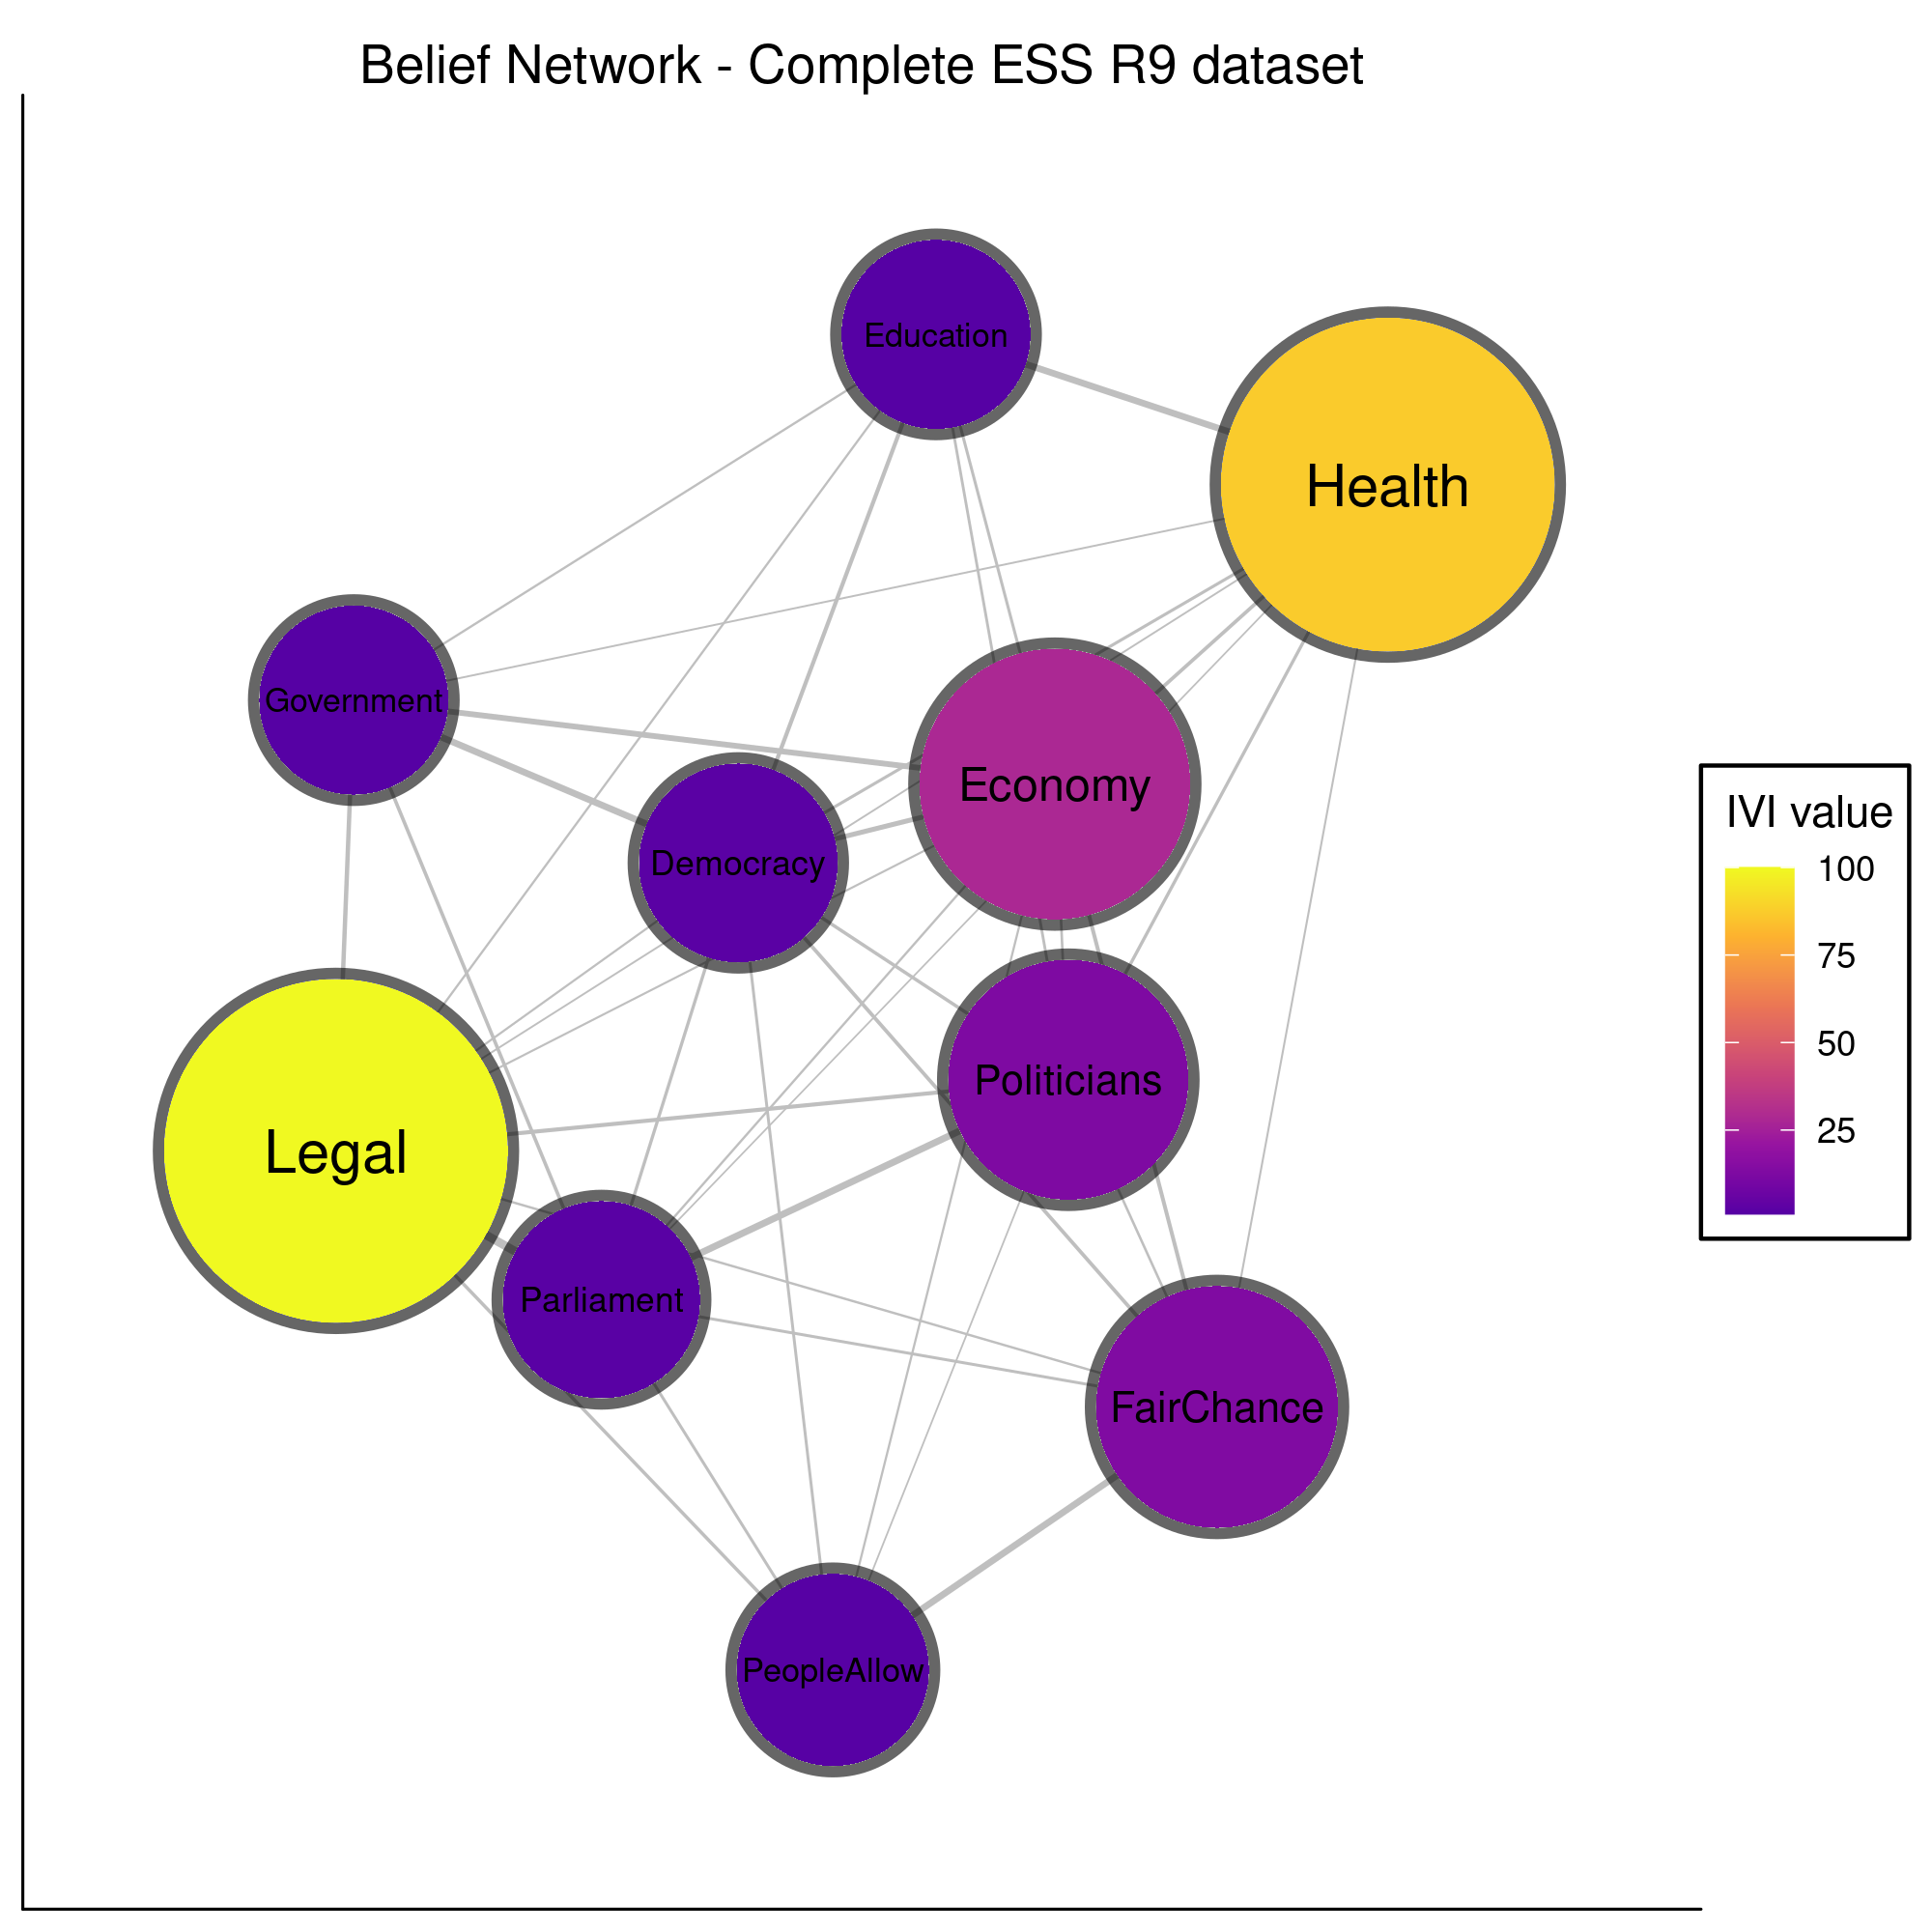 Belief Network - Complete ESS R9 dataset
Education
Health
Government
Economy
Democracy
Politicians
Legal
Parliament
FairChance
PeopleAllow
IVI value
100
75
50
25